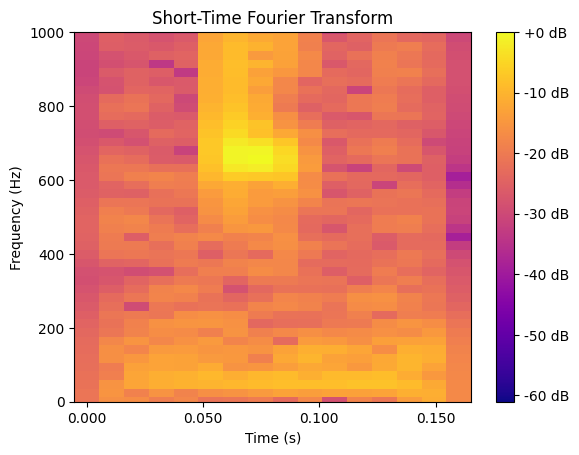 Short-Time Fourier Transform
1000
800
600
400
200
0
Frequency (Hz)
0.000
0.050
0.100
0.150
Time (s)
+0 dB
-10 dB
-20 dB
-30 dB
-40 dB
-50 dB
-60 dB